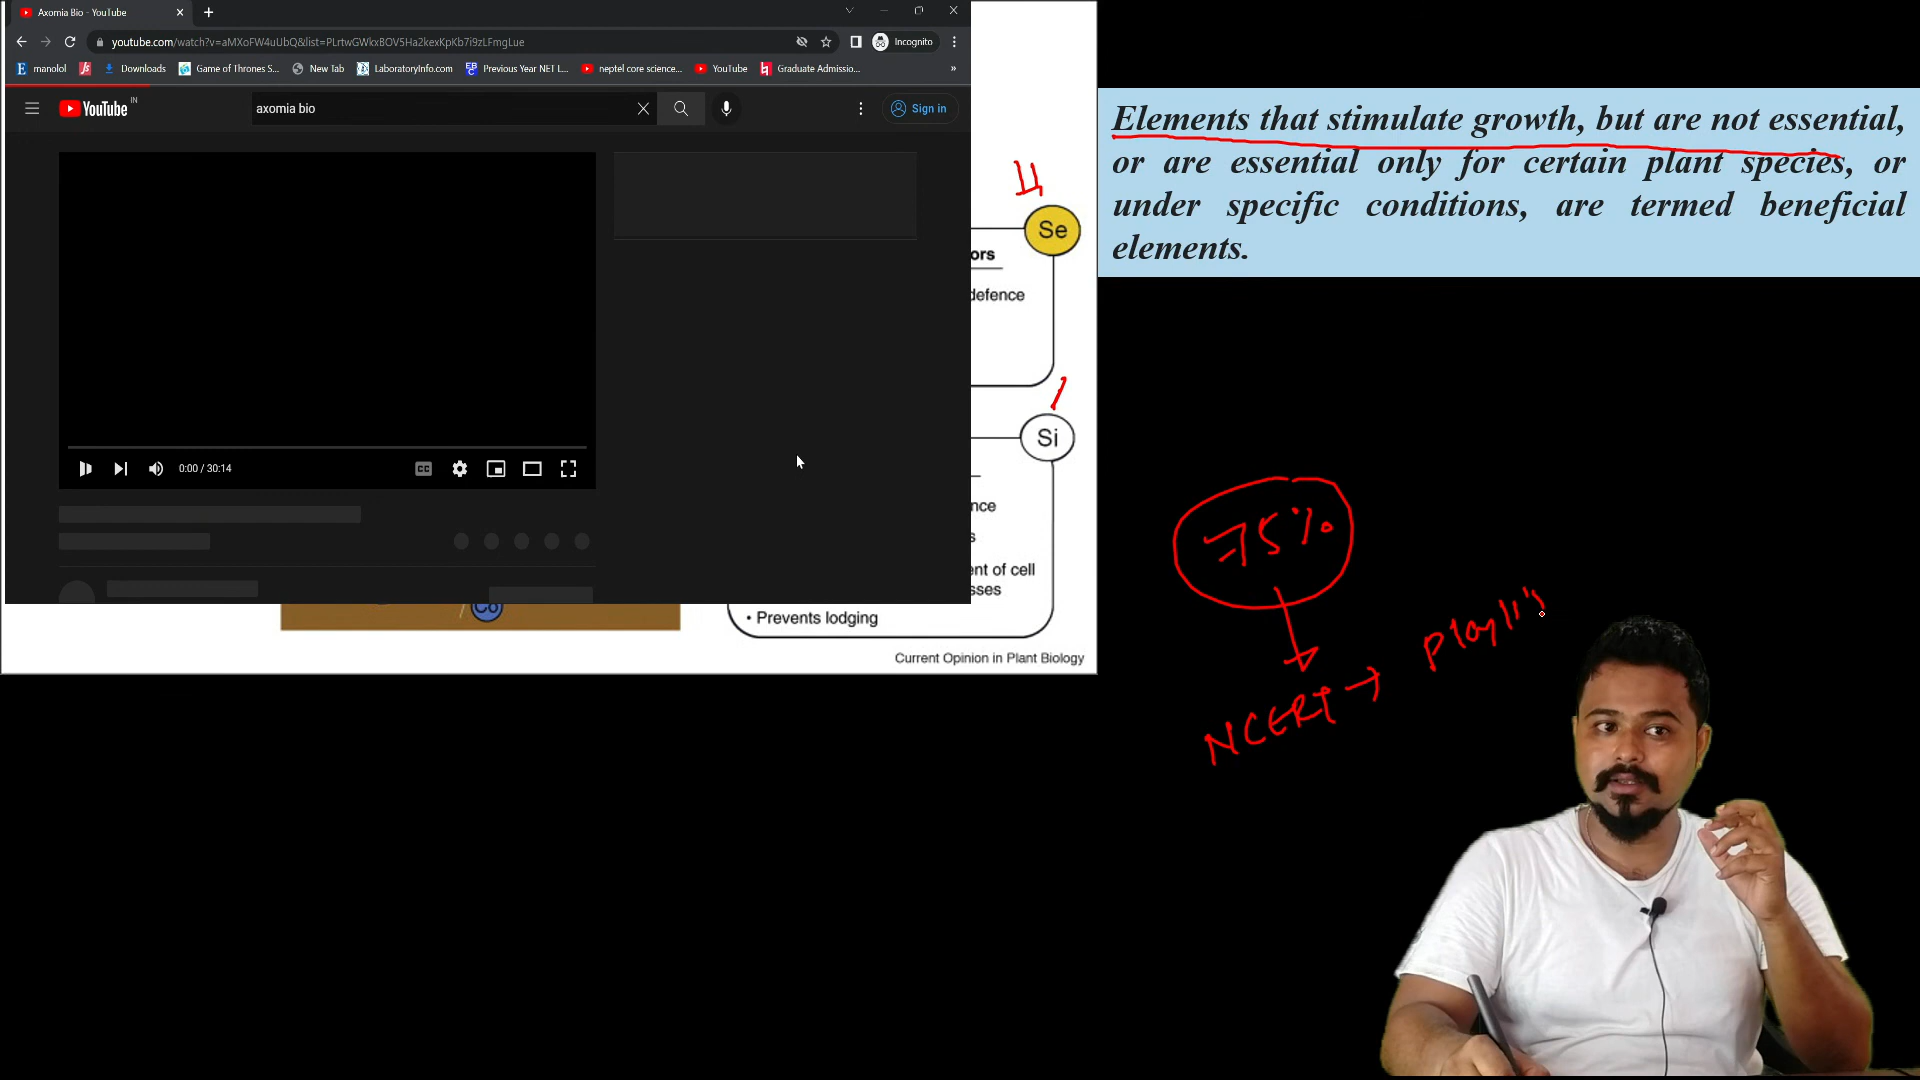 Axomia Bio - YouTube
youtube.com/watch?v=aMXoFW4uUbQ&list=PLrtwGWkxBOV5Ha2kexKpKb7i9zLFmgLue
Incognito
manolol
Downloads
Game of Thrones S...
New Tab
LaboratoryInfo.com
Previous Year NET L...
neptel core science...
YouTube
Graduate Admissio...
»
YouTube IN
axomia bio
Sign in
0:00 / 30:14
CC
Elements that stimulate growth, but are not essential,
or are essential only for certain plant species, or
under specific conditions, are termed beneficial
elements.
Se
ors
defence
Si
nce
s
ent of cell
sses
Co
• Prevents lodging
Current Opinion in Plant Biology
75%
NCERT → playlis